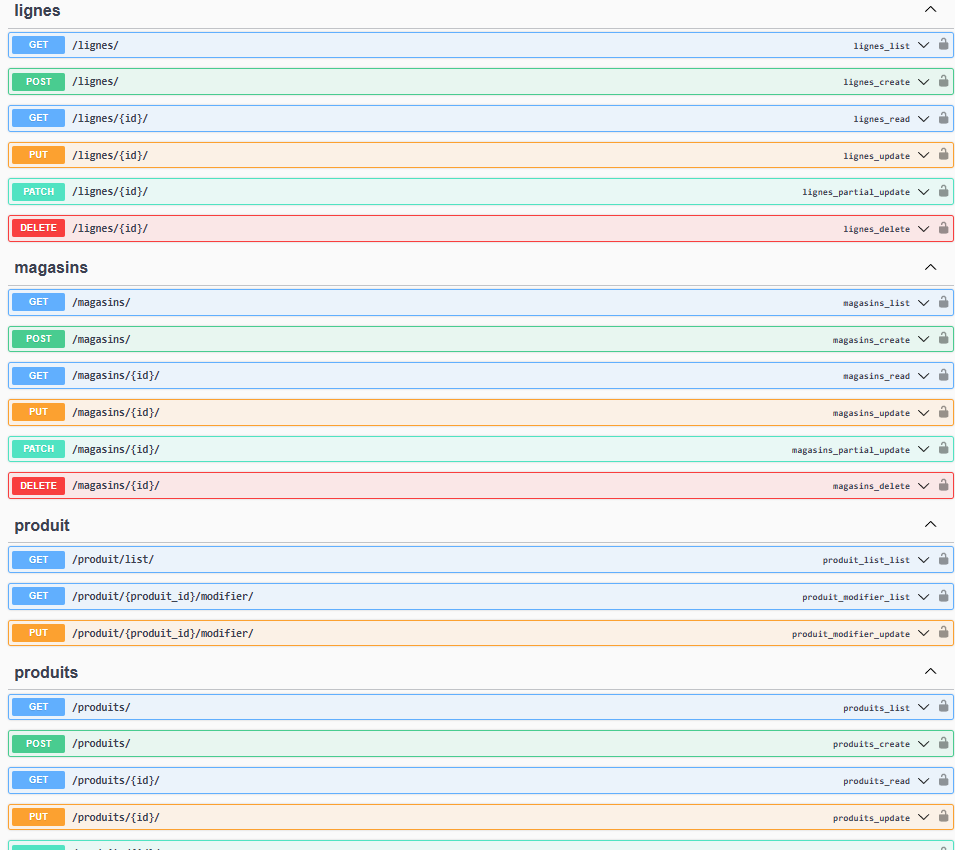 lignes
GET /lignes/ lignes_list
POST /lignes/ lignes_create
GET /lignes/{id}/ lignes_read
PUT /lignes/{id}/ lignes_update
PATCH /lignes/{id}/ lignes_partial_update
DELETE /lignes/{id}/ lignes_delete
magasins
GET /magasins/ magasins_list
POST /magasins/ magasins_create
GET /magasins/{id}/ magasins_read
PUT /magasins/{id}/ magasins_update
PATCH /magasins/{id}/ magasins_partial_update
DELETE /magasins/{id}/ magasins_delete
produit
GET /produit/list/ produit_list_list
GET /produit/{produit_id}/modifier/ produit_modifier_list
PUT /produit/{produit_id}/modifier/ produit_modifier_update
produits
GET /produits/ produits_list
POST /produits/ produits_create
GET /produits/{id}/ produits_read
PUT /produits/{id}/ produits_update